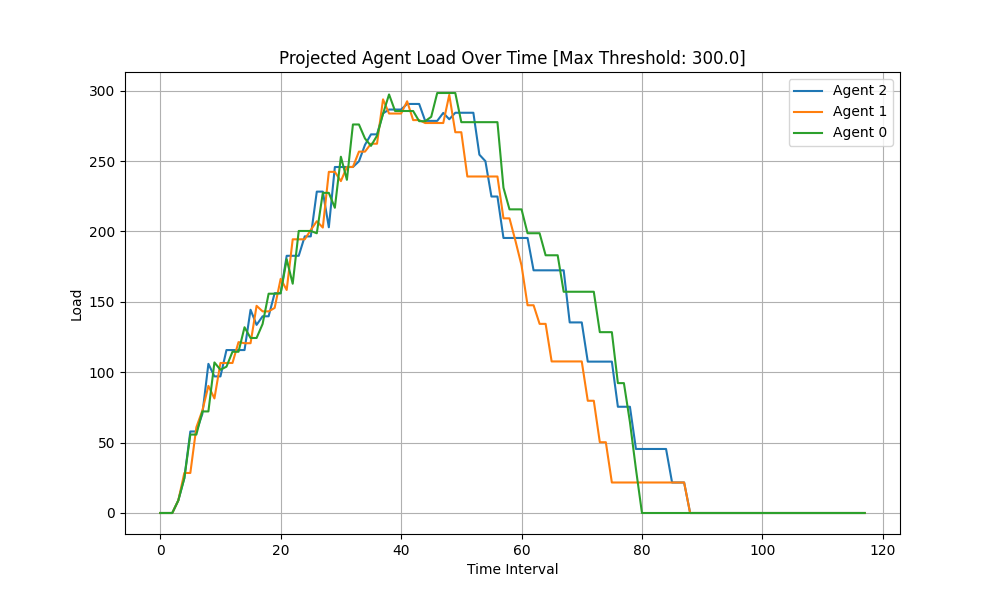 Projected Agent Load Over Time [Max Threshold: 300.0]
Agent 2
Agent 1
Agent 0
Load
300
250
200
150
100
50
0
0 20 40 60 80 100 120
Time Interval